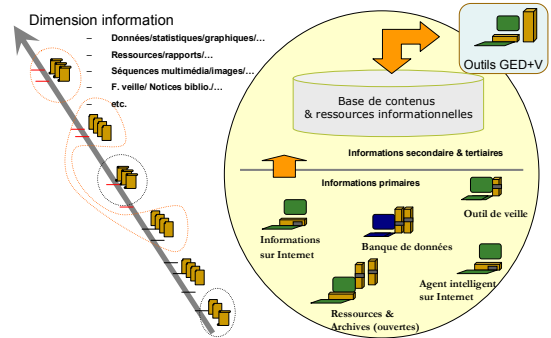 Dimension information
– Données/statistiques/graphiques/…
– Ressources/rapports/…
– Séquences multimédia/images/…
– F. veille/ Notices biblio./…
– etc.
Outils GED+V
Base de contenus
& ressources informationnelles
Informations secondaire & tertiaires
Informations primaires
Outil de veille
Informations
sur Internet
Banque de données
Agent intelligent
sur Internet
Ressources &
Archives (ouvertes)